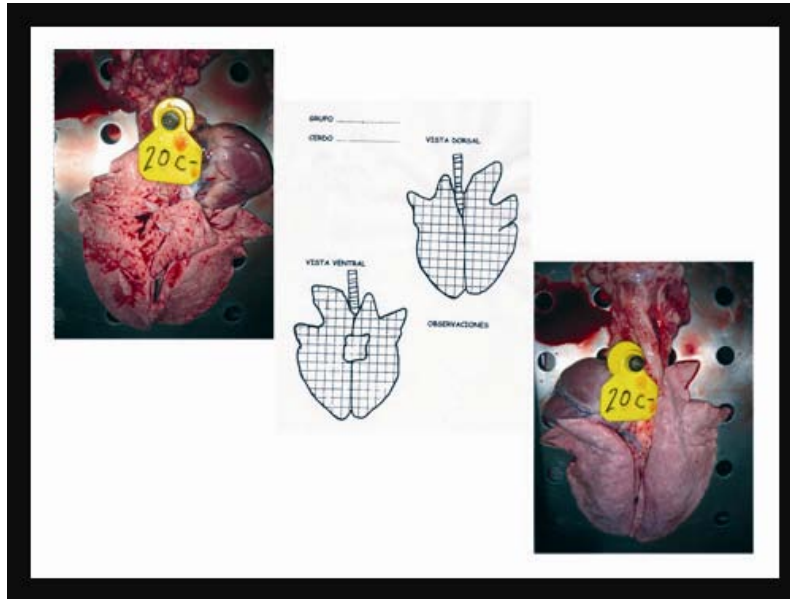 20C-
GRUPO
CERDO
VISTA DORSAL
VISTA VENTRAL
OBSERVACIONES
20C-